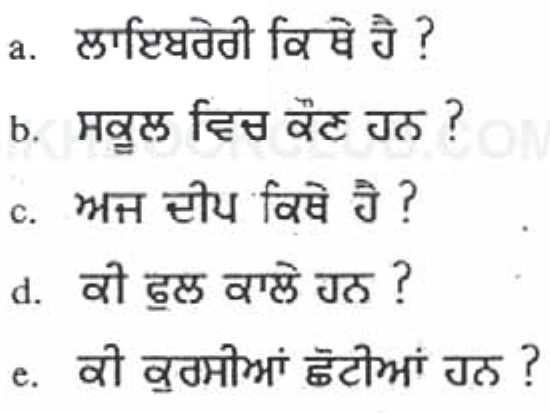 a. ਲਾਇਬਰੇਰੀ ਕਿਥੇ ਹੈ ?
b. ਸਕੂਲ ਵਿਚ ਕੌਣ ਹਨ ?
c. ਅਜ ਦੀਪ ਕਿਥੇ ਹੈ ?
d. ਕੀ ਫੁਲ ਕਾਲੇ ਹਨ ?
e. ਕੀ ਕੁਰਸੀਆਂ ਛੋਟੀਆਂ ਹਨ ?